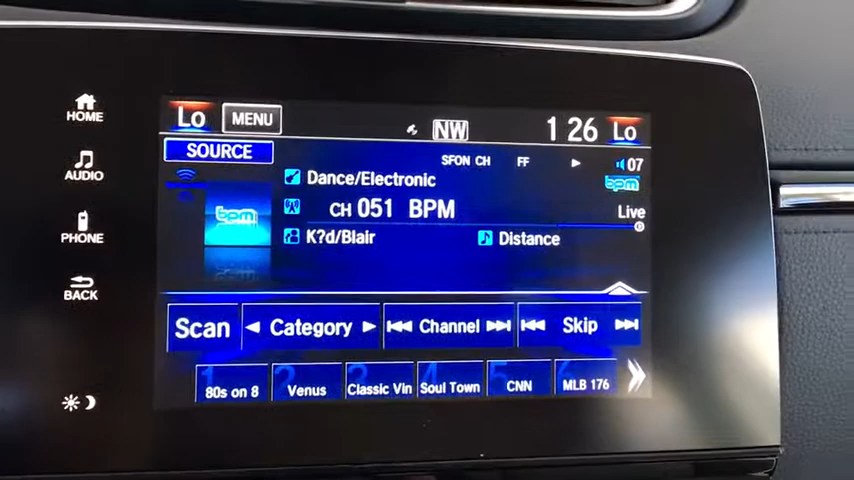 HOME
AUDIO
PHONE
BACK
Lo MENU NW 1 26 Lo
SOURCE SFON CH FF 07
Dance/Electronic bpm
bpm CH 051 BPM Live
K?d/Blair Distance
Scan Category Channel Skip
1 80s on 8 2 Venus 3 Classic Vin 4 Soul Town 5 CNN 6 MLB 176